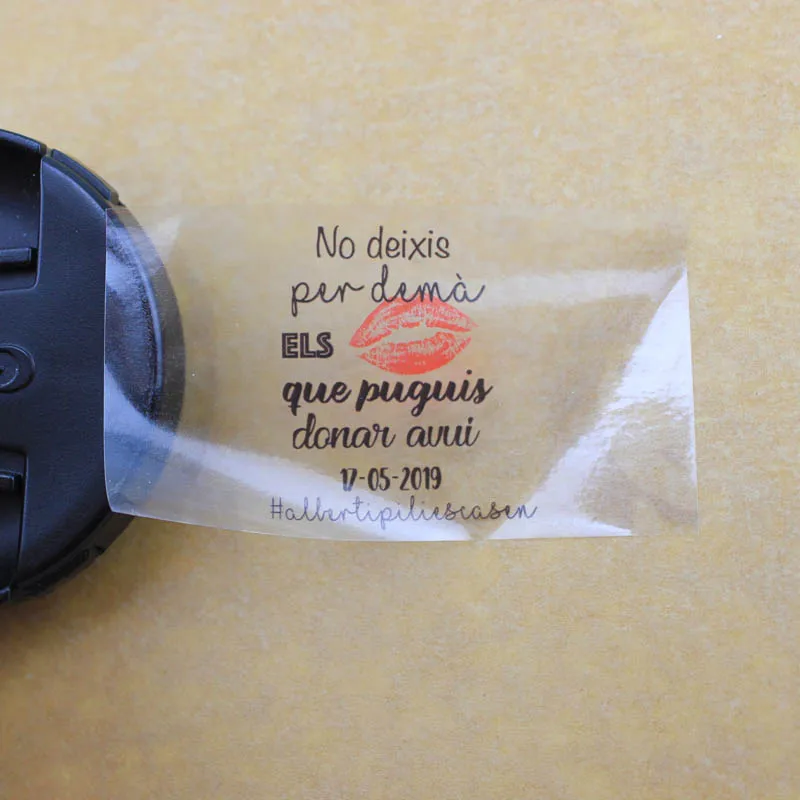 No deixis
per demà
ELS
que puguis
donar avui
17-05-2019
#albertipiliescasen